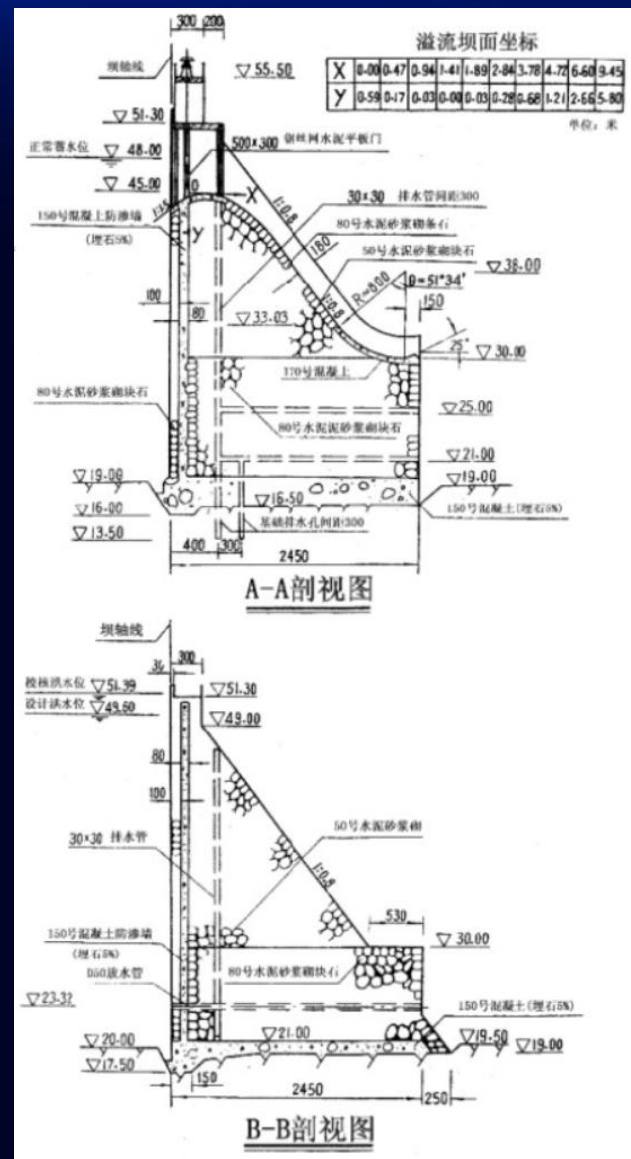 300 200
溢流坝面坐标
坝轴线
▽55.50
X 0.00 0.47 0.94 1.41 1.89 2.84 3.78 4.72 6.60 9.45
Y 0.59 0.17 0.03 0.00 0.03 0.28 0.68 1.21 2.66 5.80
单位：米
▽51.30
正常蓄水位 ▽48.00
500×300 钢丝网水泥平板门
▽45.00
0 X
1:0.8
30×30 排水管间距300
150号混凝土防渗墙
(埋石5%)
Y
80号水泥砂浆砌条石
180
50号水泥砂浆砌块石
▽38.00
100
80
▽33.03
1:0.8
R=800
θ=51°34′
150
25°
▽30.00
170号混凝土
80号水泥砂浆砌块石
80号水泥泥砂浆砌块石
▽25.00
▽21.00
▽19.00
▽19.00
▽16.00
▽16.50
150号混凝土(埋石5%)
▽13.50
基础排水孔间距300
400 300
2450
A-A剖视图
坝轴线
300
校核洪水位 ▽51.39
▽51.30
设计洪水位 ▽49.60
▽49.00
80
100
50号水泥砂浆砌
30×30 排水管
1:0.8
530
150号混凝土防渗墙
(埋石5%)
▽30.00
80号水泥砂浆砌块石
D50放水管
▽23.32
150号混凝土(埋石5%)
▽20.00
▽21.00
▽19.50
▽19.00
▽17.50
150
2450
250
B-B剖视图